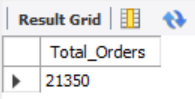 Result Grid
Total_Orders
21350